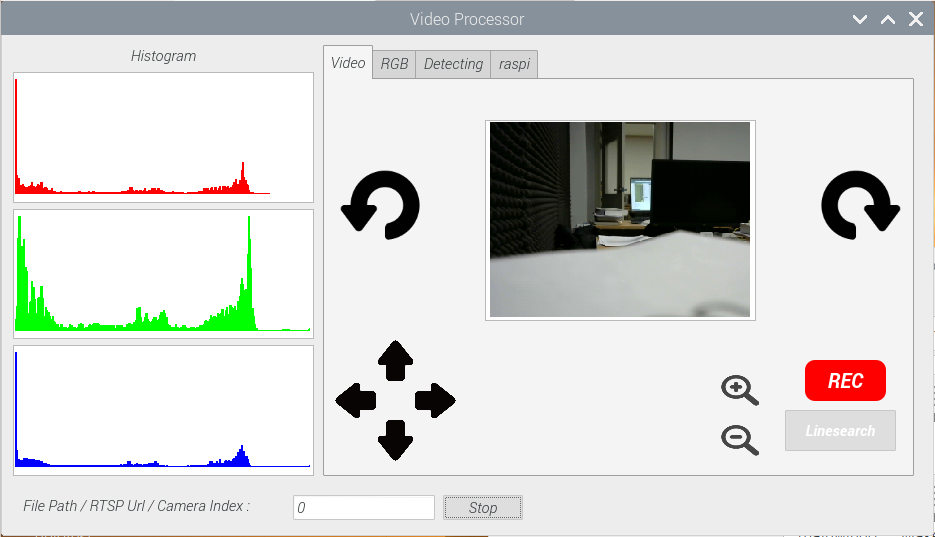 Video Processor
Histogram
Video
RGB
Detecting
raspi
REC
Linesearch
File Path / RTSP Url / Camera Index :
0
Stop